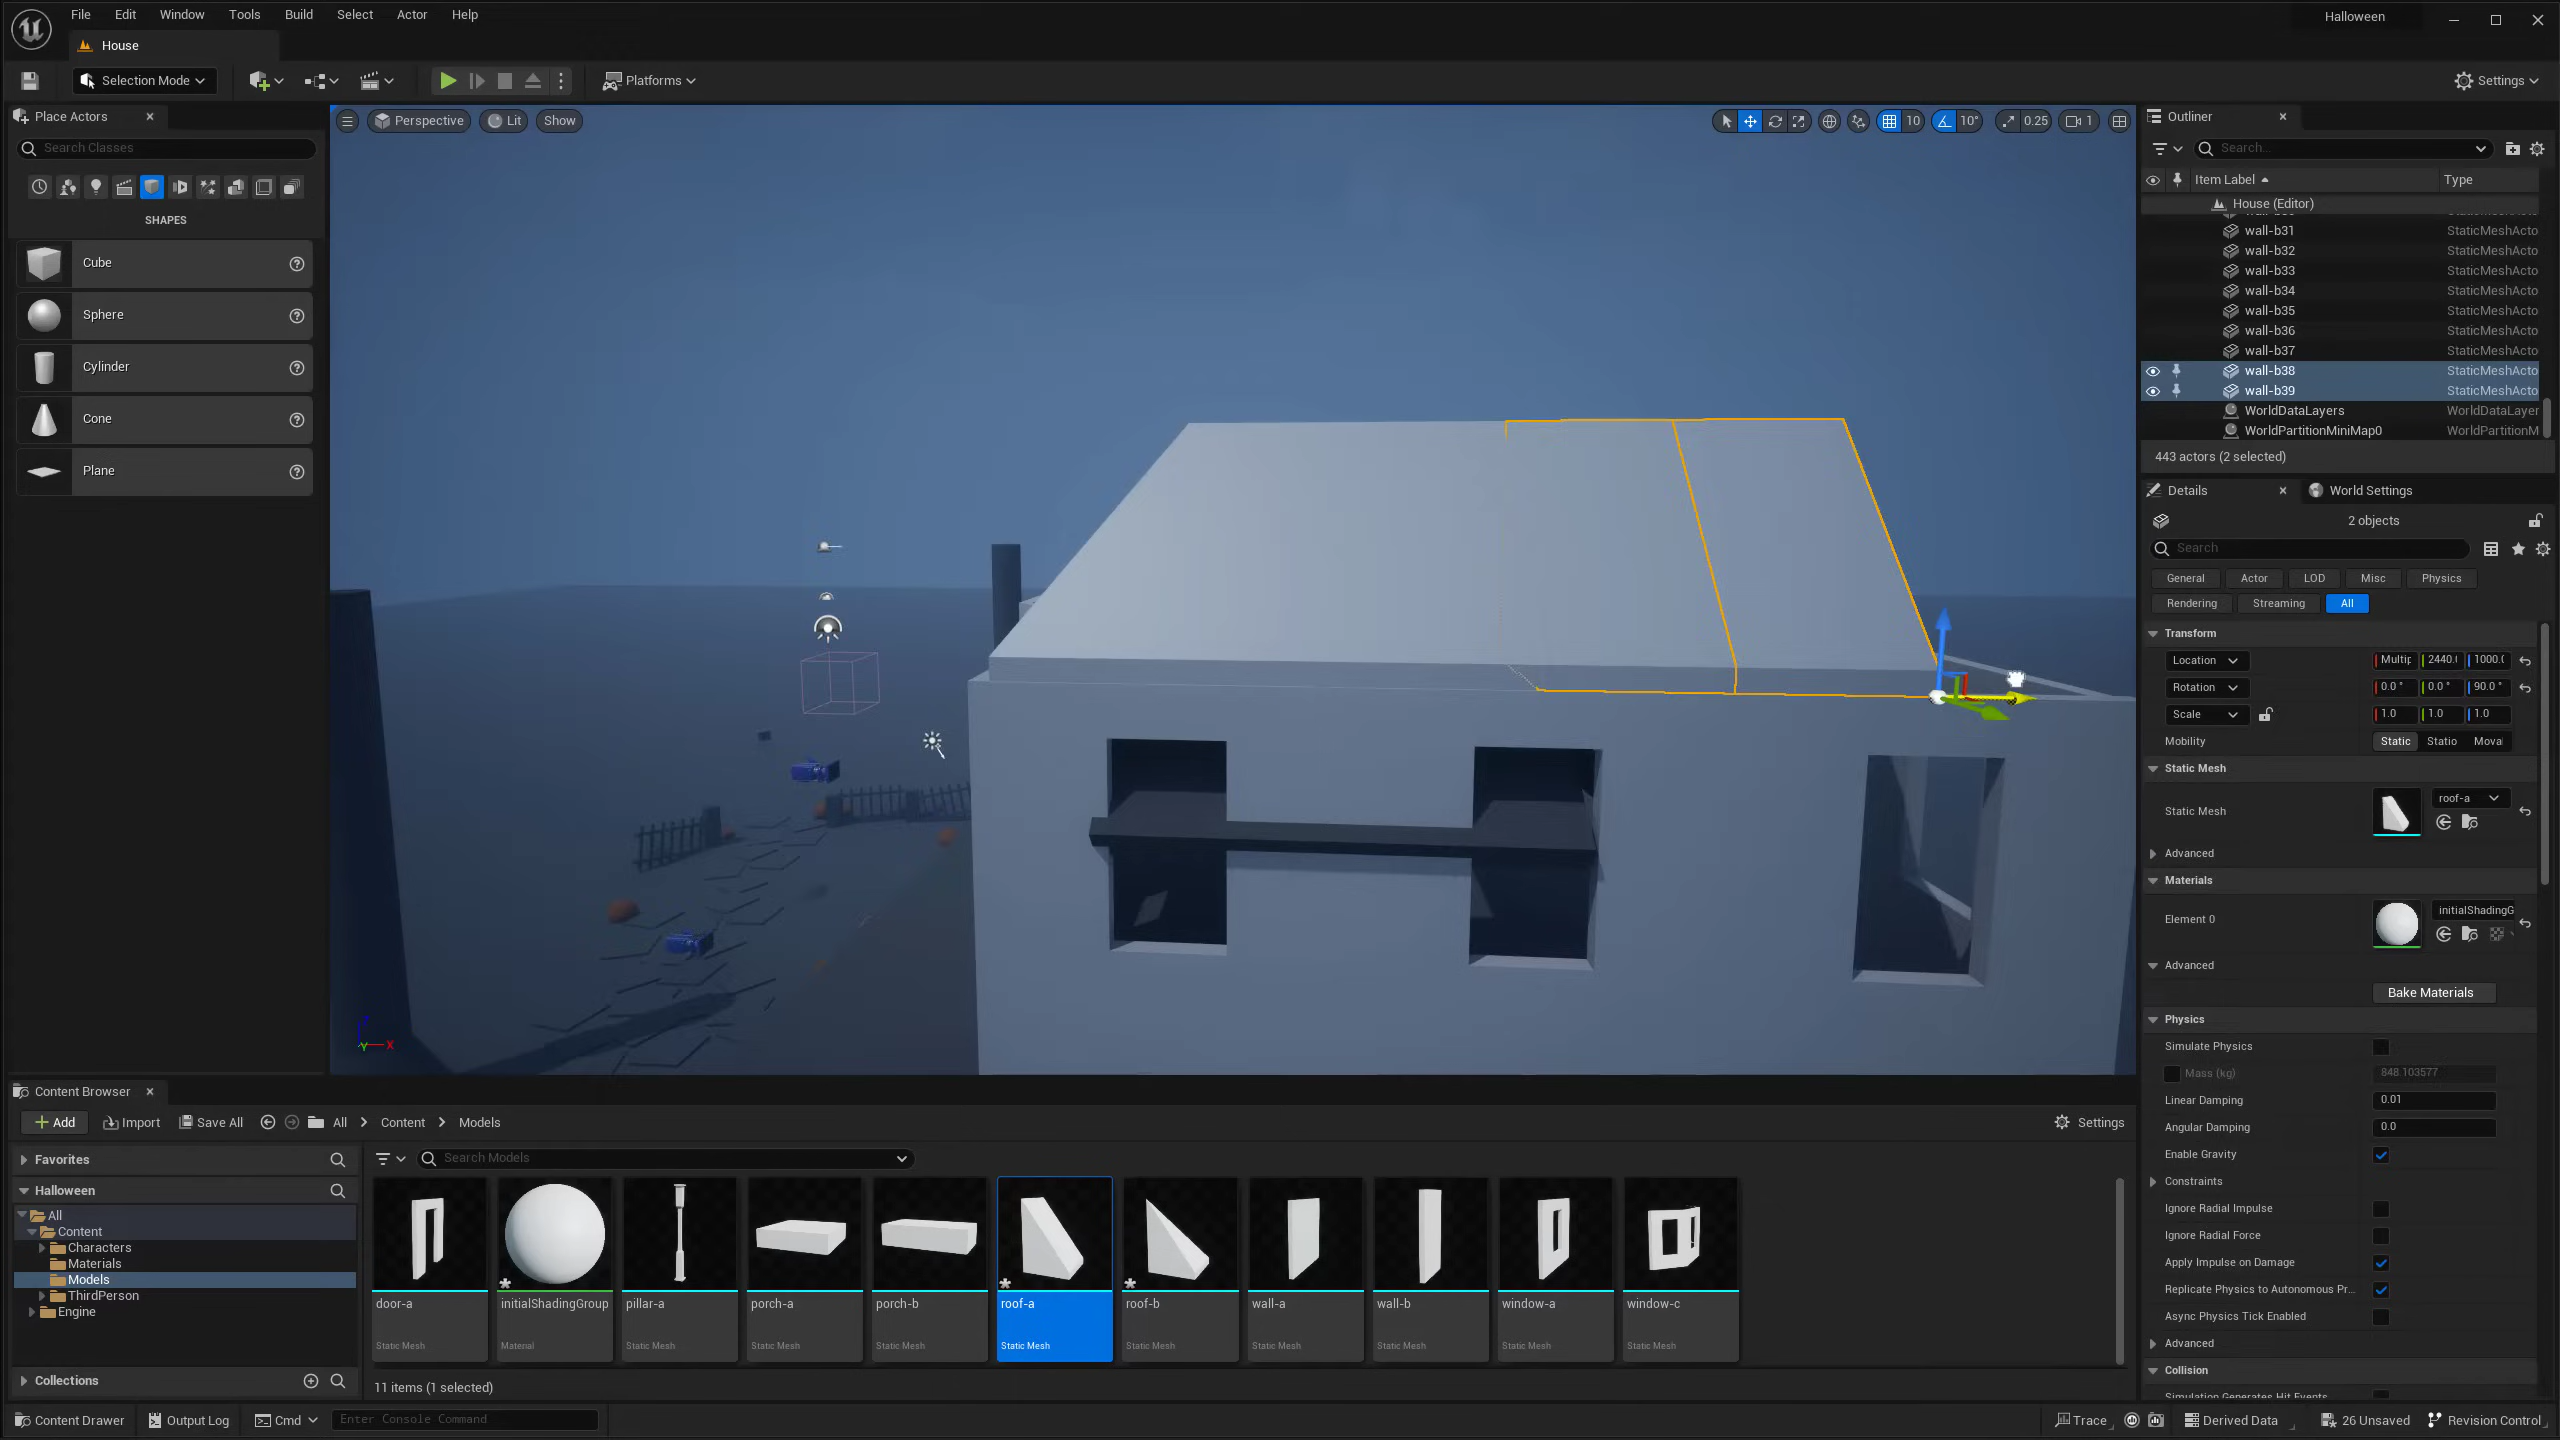 File Edit Window Tools Build Select Actor Help
Halloween
House
Selection Mode
Platforms
Settings
Place Actors
Search Classes
SHAPES
Cube
Sphere
Cylinder
Cone
Plane
Perspective Lit Show
10 10° 0.25 1
Outliner
Search...
Item Label Type
House (Editor)
wall-b31 StaticMeshActo
wall-b32 StaticMeshActo
wall-b33 StaticMeshActo
wall-b34 StaticMeshActo
wall-b35 StaticMeshActo
wall-b36 StaticMeshActo
wall-b37 StaticMeshActo
wall-b38 StaticMeshActo
wall-b39 StaticMeshActo
WorldDataLayers WorldDataLayer
WorldPartitionMiniMap0 WorldPartitionM
443 actors (2 selected)
Details World Settings
2 objects
Search
General Actor LOD Misc Physics
Rendering Streaming All
Transform
Location Multip 2440.( 1000.(
Rotation 0.0° 0.0° 90.0°
Scale 1.0 1.0 1.0
Mobility Static Statio Moval
Static Mesh
Static Mesh roof-a
Advanced
Materials
Element 0 initialShadingG
Advanced
Bake Materials
Physics
Simulate Physics
Mass (kg) 848.103577
Linear Damping 0.01
Angular Damping 0.0
Enable Gravity
Constraints
Ignore Radial Impulse
Ignore Radial Force
Apply Impulse on Damage
Replicate Physics to Autonomous Pr...
Async Physics Tick Enabled
Advanced
Collision
Simulation Generates Hit Events
X
Content Browser
Add Import Save All All Content Models Settings
Favorites
Search Models
Halloween
All
Content
Characters
Materials
Models
ThirdPerson
Engine
Collections
door-a initialShadingGroup pillar-a porch-a porch-b roof-a roof-b wall-a wall-b window-a window-c
Static Mesh Material Static Mesh Static Mesh Static Mesh Static Mesh Static Mesh Static Mesh Static Mesh Static Mesh Static Mesh
11 items (1 selected)
Content Drawer Output Log Cmd Enter Console Command
Trace Derived Data 26 Unsaved Revision Control